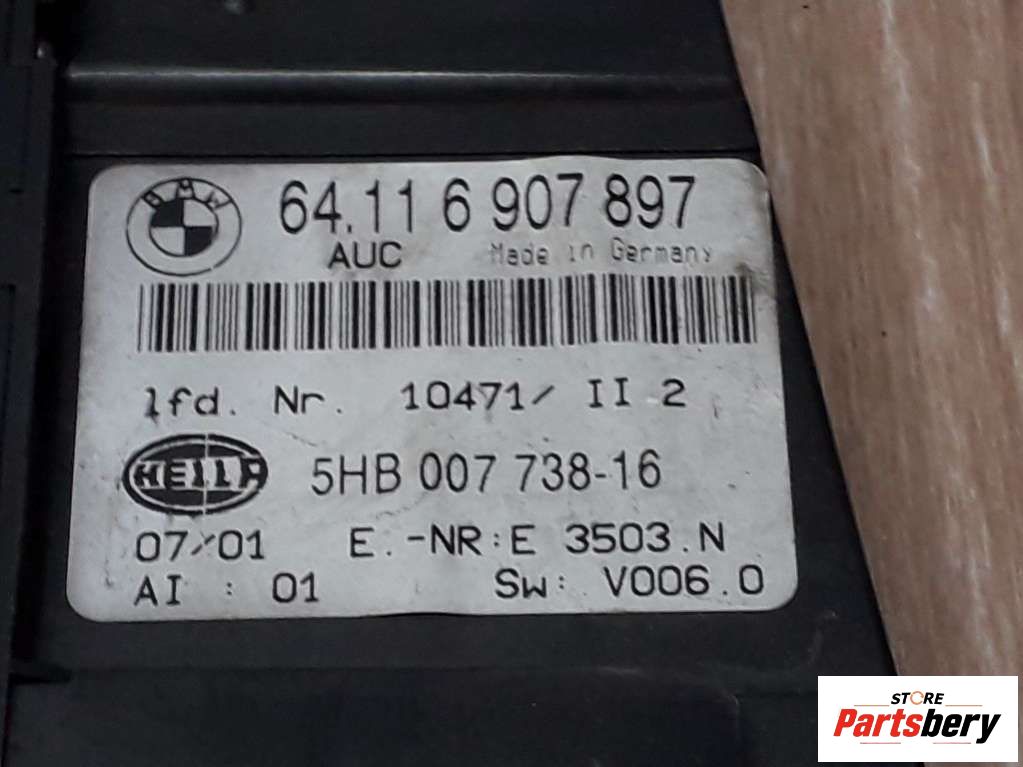 BMW
64.11 6 907 897
AUC Made in Germany
lfd. Nr. 10471/ II 2
HELLA
5HB 007 738-16
07/01 E.-NR:E 3503.N
AI : 01 Sw: V006.0
STORE
Partsbery